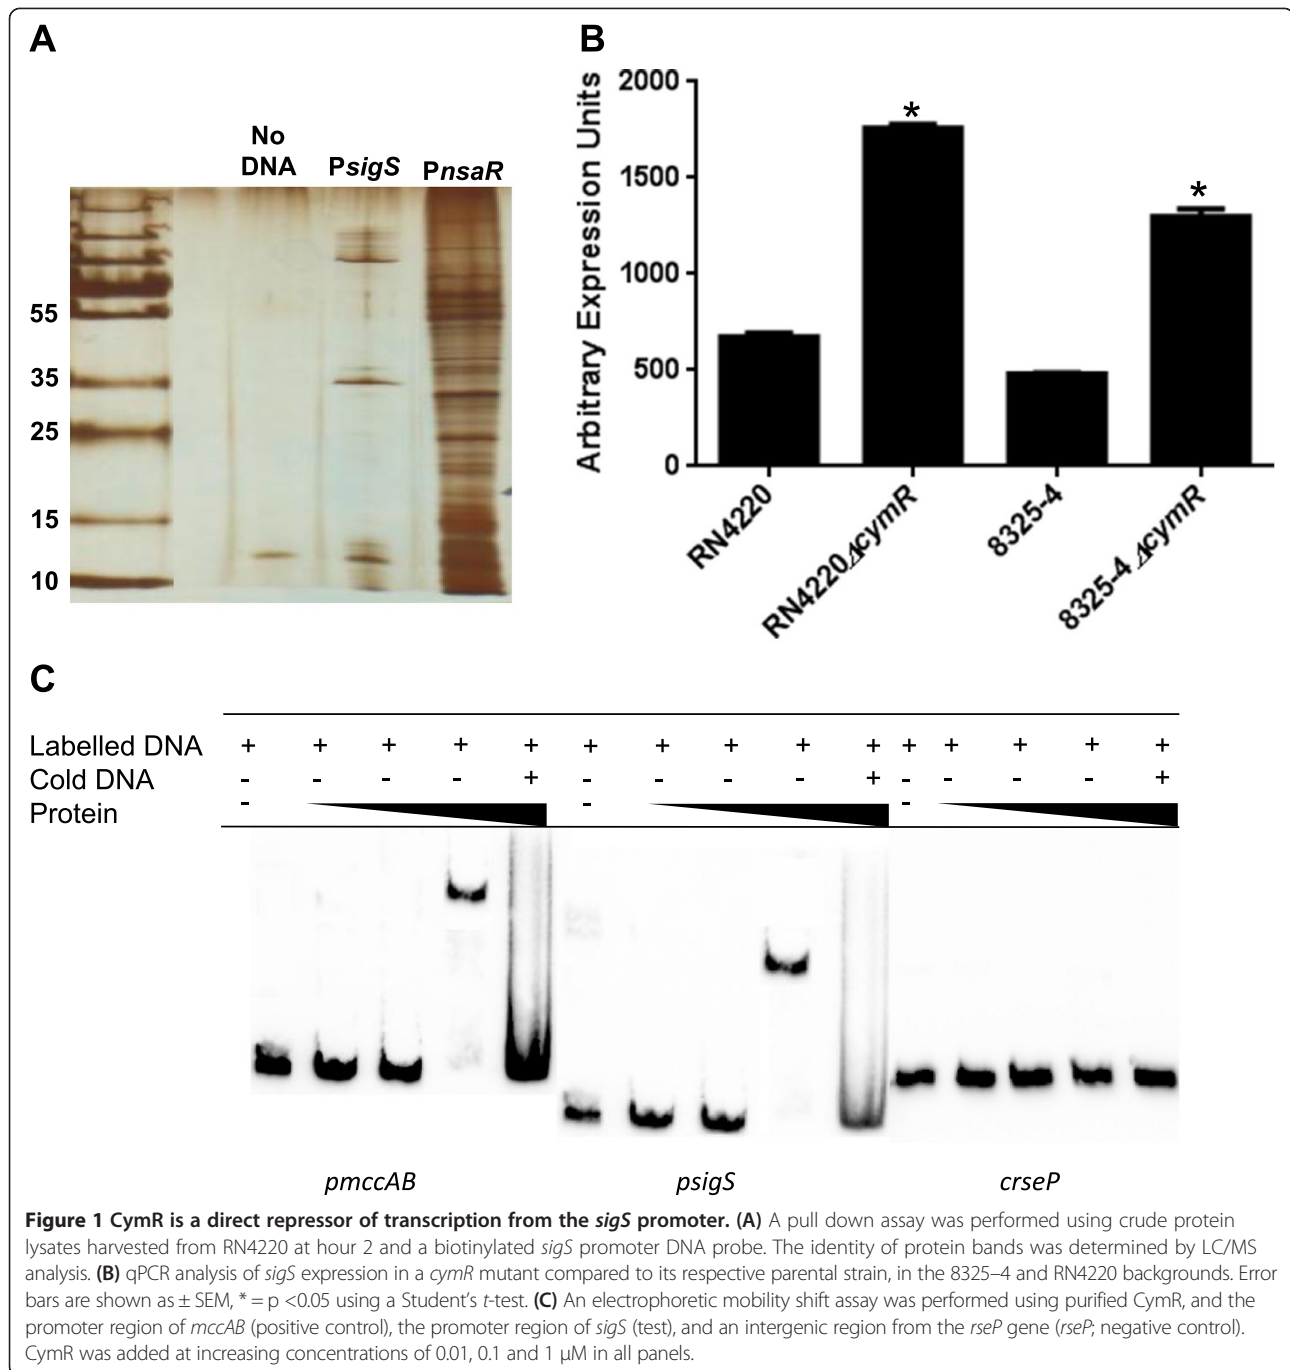 A
No
DNA
PsigS
PnsaR
55
35
25
15
10
B
Arbitrary Expression Units
2000
1500
1000
500
0
*
*
RN4220
RN4220ΔcymR
8325-4
8325-4 ΔcymR
C
Labelled DNA + + + + + + + + + + + + + + +
Cold DNA - - - - + - - - - + - - - - +
Protein - - -
pmccAB psigS crseP
Figure 1 CymR is a direct repressor of transcription from the sigS promoter. (A) A pull down assay was performed using crude protein
lysates harvested from RN4220 at hour 2 and a biotinylated sigS promoter DNA probe. The identity of protein bands was determined by LC/MS
analysis. (B) qPCR analysis of sigS expression in a cymR mutant compared to its respective parental strain, in the 8325–4 and RN4220 backgrounds. Error
bars are shown as ± SEM, * = p <0.05 using a Student's t-test. (C) An electrophoretic mobility shift assay was performed using purified CymR, and the
promoter region of mccAB (positive control), the promoter region of sigS (test), and an intergenic region from the rseP gene (rseP; negative control).
CymR was added at increasing concentrations of 0.01, 0.1 and 1 μM in all panels.